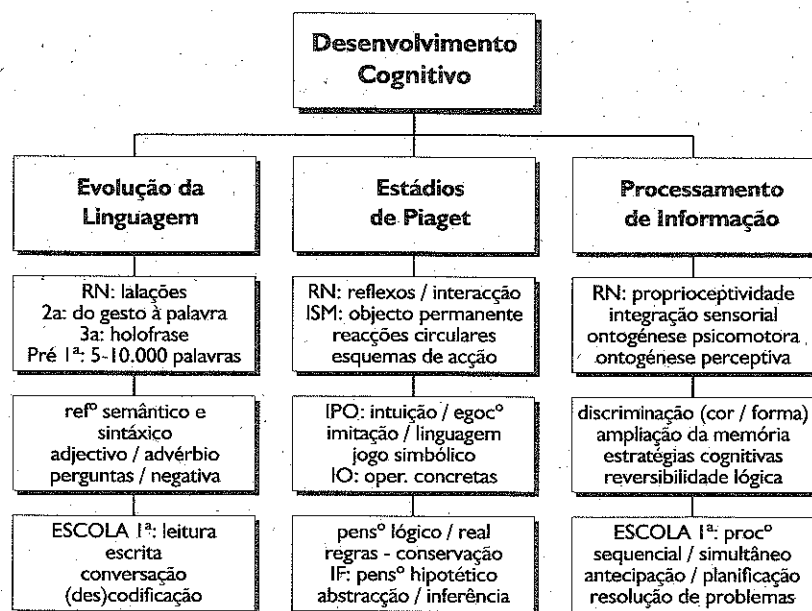 Desenvolvimento
Cognitivo
Evolução da
Linguagem
RN: lalações
2a: do gesto à palavra
3a: holofrase
Pré 1ª: 5-10.000 palavras
refº semântico e
sintáxico
adjectivo / advérbio
perguntas / negativa
ESCOLA 1ª: leitura
escrita
conversação
(des)codificação
Estádios
de Piaget
RN: reflexos / interacção
ISM: objecto permanente
reacções circulares
esquemas de acção
IPO: intuição / egocº
imitação / linguagem
jogo simbólico
IO: oper. concretas
pensº lógico / real
regras - conservação
IF: pensº hipotético
abstracção / inferência
Processamento
de Informação
RN: proprioceptividade
integração sensorial
ontogénese psicomotora
ontogénese perceptiva
discriminação (cor / forma)
ampliação da memória
estratégias cognitivas
reversibilidade lógica
ESCOLA 1ª: procº
sequencial / simultâneo
antecipação / planificação
resolução de problemas